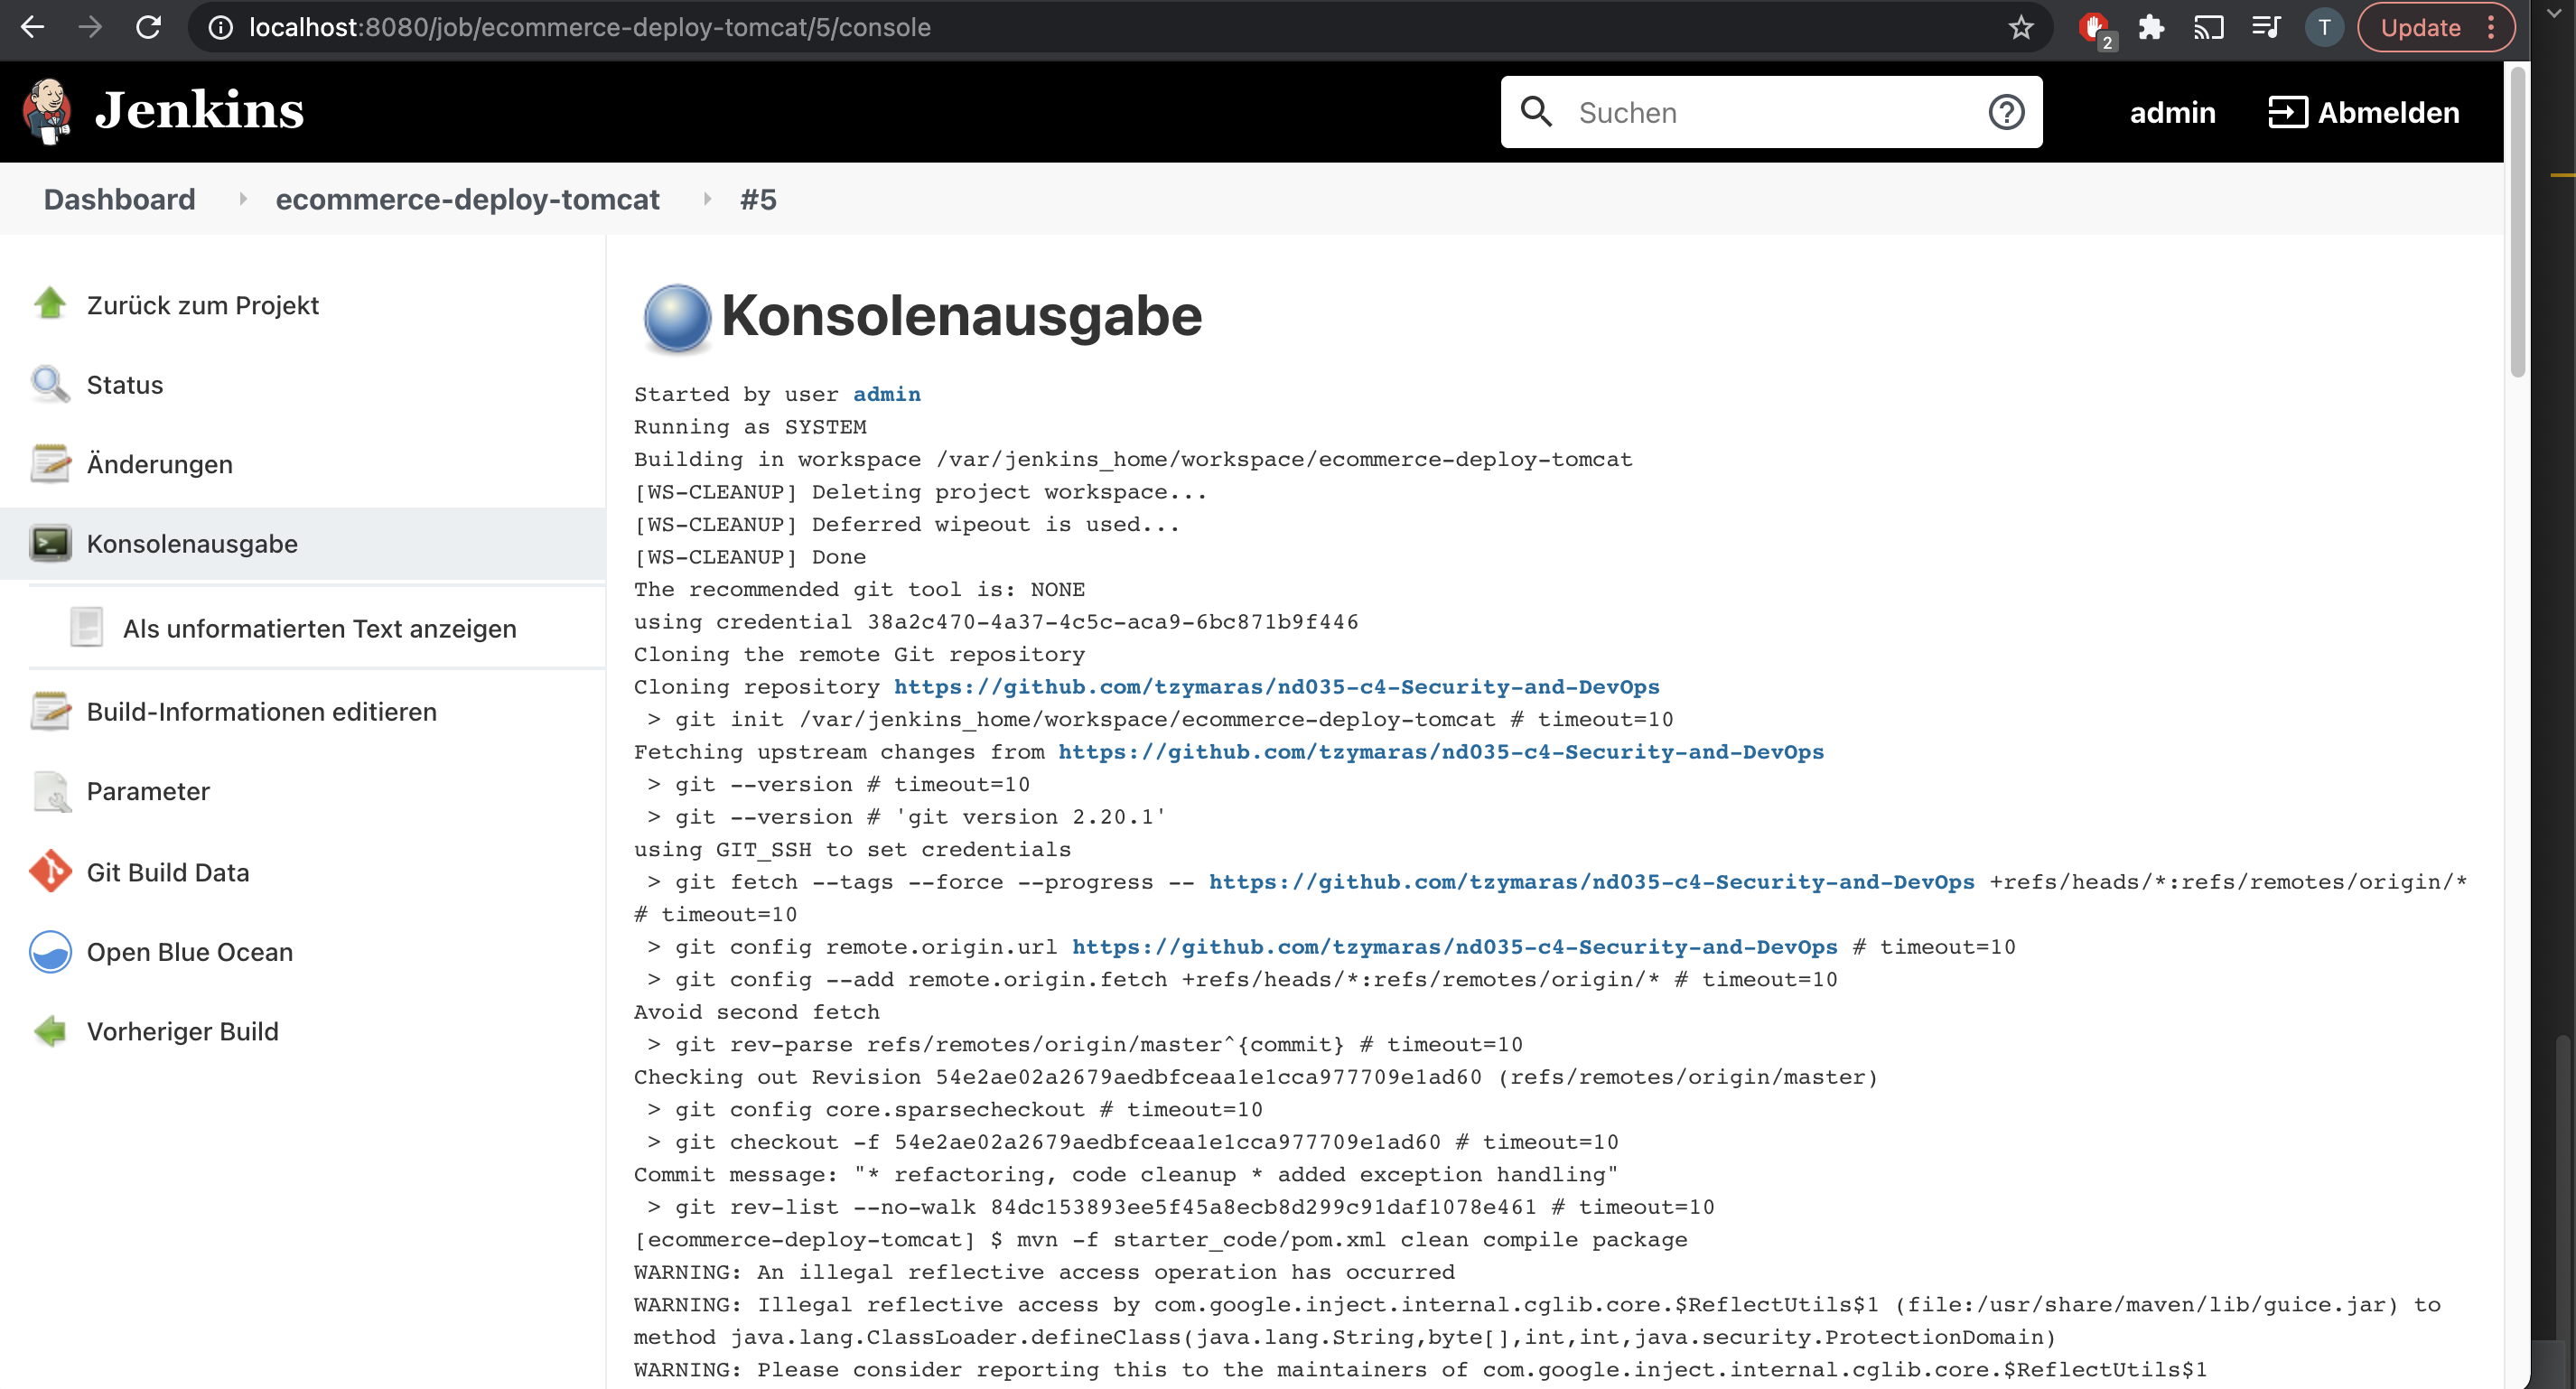 localhost:8080/job/ecommerce-deploy-tomcat/5/console
2
T
Update
Jenkins
Suchen
admin
Abmelden
Dashboard
ecommerce-deploy-tomcat
#5
Zurück zum Projekt
Status
Änderungen
Konsolenausgabe
Als unformatierten Text anzeigen
Build-Informationen editieren
Parameter
Git Build Data
Open Blue Ocean
Vorheriger Build
Konsolenausgabe
Started by user admin
Running as SYSTEM
Building in workspace /var/jenkins_home/workspace/ecommerce-deploy-tomcat
[WS-CLEANUP] Deleting project workspace...
[WS-CLEANUP] Deferred wipeout is used...
[WS-CLEANUP] Done
The recommended git tool is: NONE
using credential 38a2c470-4a37-4c5c-aca9-6bc871b9f446
Cloning the remote Git repository
Cloning repository https://github.com/tzymaras/nd035-c4-Security-and-DevOps
 > git init /var/jenkins_home/workspace/ecommerce-deploy-tomcat # timeout=10
Fetching upstream changes from https://github.com/tzymaras/nd035-c4-Security-and-DevOps
 > git --version # timeout=10
 > git --version # 'git version 2.20.1'
using GIT_SSH to set credentials
 > git fetch --tags --force --progress -- https://github.com/tzymaras/nd035-c4-Security-and-DevOps +refs/heads/*:refs/remotes/origin/*
# timeout=10
 > git config remote.origin.url https://github.com/tzymaras/nd035-c4-Security-and-DevOps # timeout=10
 > git config --add remote.origin.fetch +refs/heads/*:refs/remotes/origin/* # timeout=10
Avoid second fetch
 > git rev-parse refs/remotes/origin/master^{commit} # timeout=10
Checking out Revision 54e2ae02a2679aedbfceaa1e1cca977709e1ad60 (refs/remotes/origin/master)
 > git config core.sparsecheckout # timeout=10
 > git checkout -f 54e2ae02a2679aedbfceaa1e1cca977709e1ad60 # timeout=10
Commit message: "* refactoring, code cleanup * added exception handling"
 > git rev-list --no-walk 84dc153893ee5f45a8ecb8d299c91daf1078e461 # timeout=10
[ecommerce-deploy-tomcat] $ mvn -f starter_code/pom.xml clean compile package
WARNING: An illegal reflective access operation has occurred
WARNING: Illegal reflective access by com.google.inject.internal.cglib.core.$ReflectUtils$1 (file:/usr/share/maven/lib/guice.jar) to
method java.lang.ClassLoader.defineClass(java.lang.String,byte[],int,int,java.security.ProtectionDomain)
WARNING: Please consider reporting this to the maintainers of com.google.inject.internal.cglib.core.$ReflectUtils$1